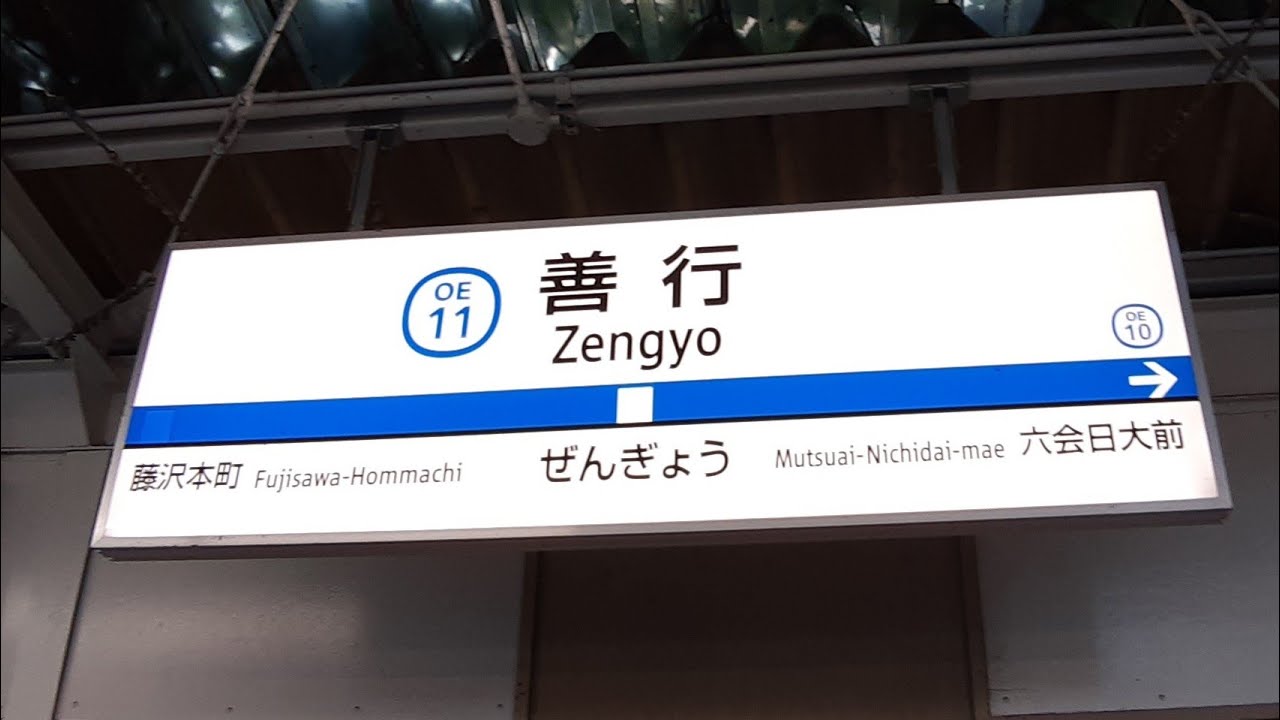 OE
11
善行
Zengyo
OE
10
藤沢本町 Fujisawa-Hommachi
ぜんぎょう
Mutsuai-Nichidai-mae 六会日大前